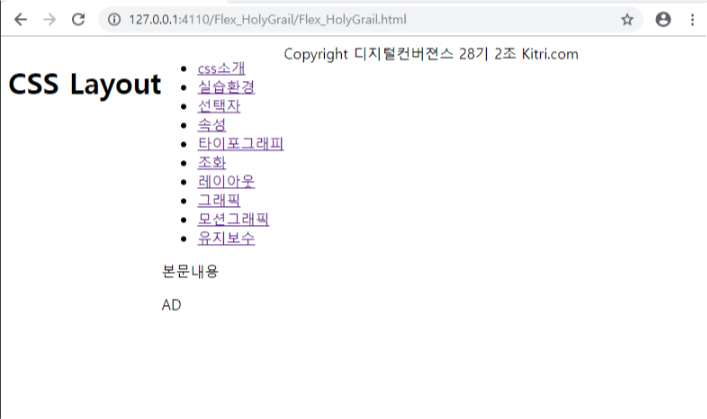 127.0.0.1:4110/Flex_HolyGrail/Flex_HolyGrail.html
CSS Layout
css소개
실습환경
선택자
속성
타이포그래피
조화
레이아웃
그래픽
모션그래픽
유지보수
본문내용
AD
Copyright 디지털컨버젼스 28기 2조 Kitri.com